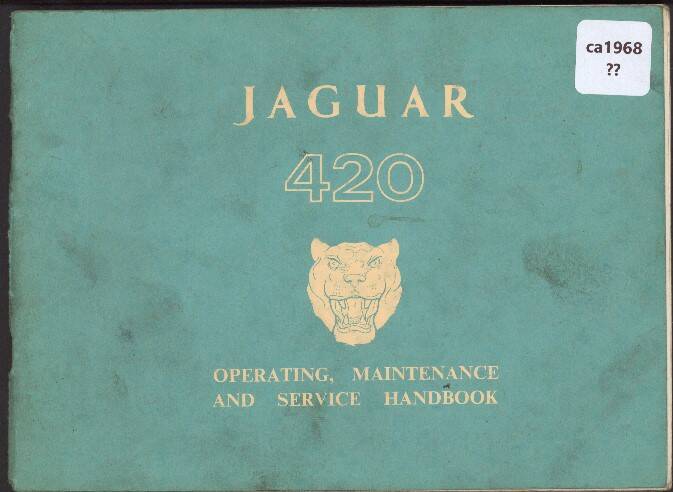 ca1968
??
JAGUAR
420
OPERATING, MAINTENANCE
AND SERVICE HANDBOOK